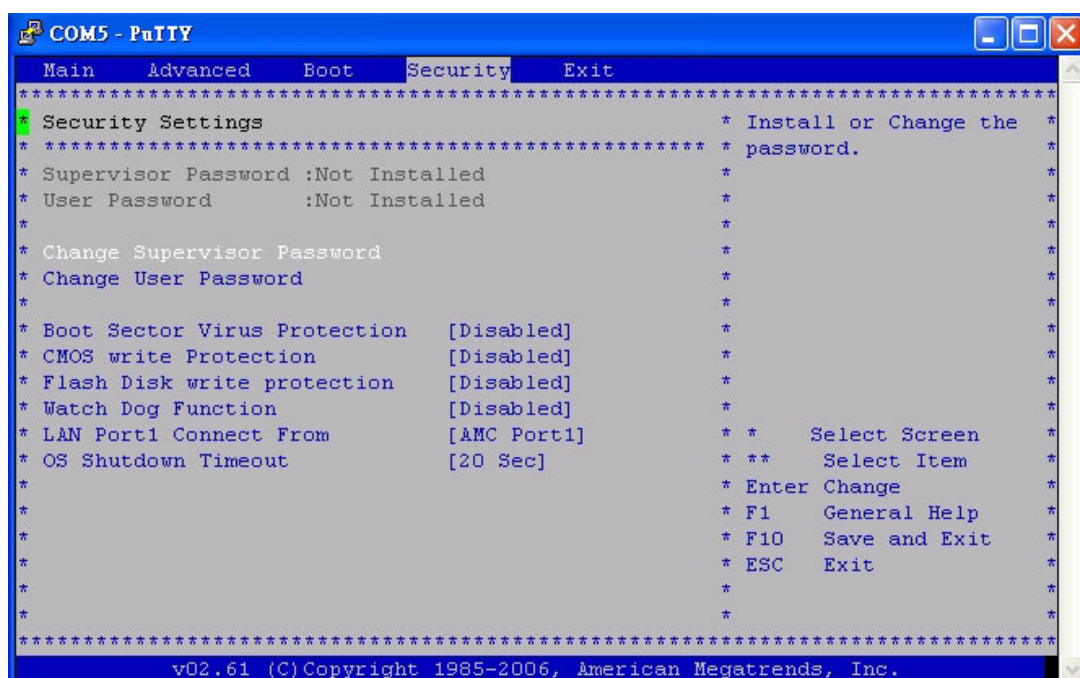 COM5 - PuTTY
Main Advanced Boot Security Exit
********************************************************************************
* Security Settings * Install or Change the *
* *************************************************** * password. *
* Supervisor Password :Not Installed * *
* User Password :Not Installed * *
* * *
* Change Supervisor Password * *
* Change User Password * *
* * *
* Boot Sector Virus Protection [Disabled] * *
* CMOS write Protection [Disabled] * *
* Flash Disk write protection [Disabled] * *
* Watch Dog Function [Disabled] * *
* LAN Port1 Connect From [AMC Port1] * * Select Screen *
* OS Shutdown Timeout [20 Sec] * ** Select Item *
* * Enter Change *
* * F1 General Help *
* * F10 Save and Exit *
* * ESC Exit *
* * *
* * *
********************************************************************************
v02.61 (C)Copyright 1985-2006, American Megatrends, Inc.